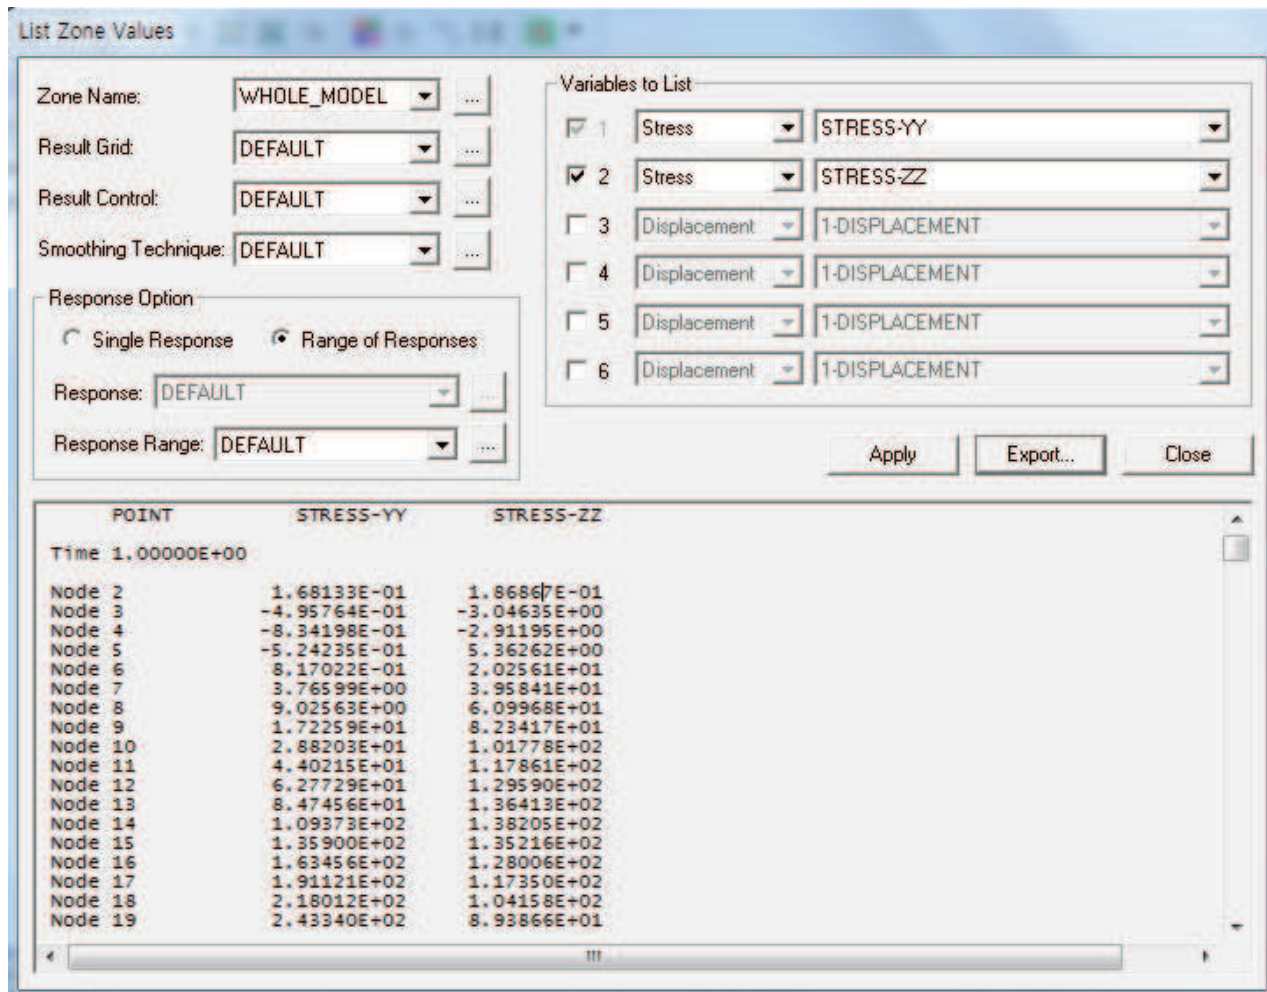 List Zone Values
Zone Name: WHOLE_MODEL ...
Result Grid: DEFAULT ...
Result Control: DEFAULT ...
Smoothing Technique: DEFAULT ...
Response Option
Single Response Range of Responses
Response: DEFAULT ...
Response Range: DEFAULT ...
Variables to List
1 Stress STRESS-YY
2 Stress STRESS-ZZ
3 Displacement 1-DISPLACEMENT
4 Displacement 1-DISPLACEMENT
5 Displacement 1-DISPLACEMENT
6 Displacement 1-DISPLACEMENT
Apply Export... Close
POINT STRESS-YY STRESS-ZZ
Time 1.00000E+00
Node 2 1.68133E-01 1.86867E-01
Node 3 -4.95764E-01 -3.04635E+00
Node 4 -8.34198E-01 -2.91195E+00
Node 5 -5.24235E-01 5.36262E+00
Node 6 8.17022E-01 2.02561E+01
Node 7 3.76599E+00 3.95841E+01
Node 8 9.02563E+00 6.09968E+01
Node 9 1.72259E+01 8.23417E+01
Node 10 2.88203E+01 1.01778E+02
Node 11 4.40215E+01 1.17861E+02
Node 12 6.27729E+01 1.29590E+02
Node 13 8.47456E+01 1.36413E+02
Node 14 1.09373E+02 1.38205E+02
Node 15 1.35900E+02 1.35216E+02
Node 16 1.63456E+02 1.28006E+02
Node 17 1.91121E+02 1.17350E+02
Node 18 2.18012E+02 1.04158E+02
Node 19 2.43340E+02 8.93866E+01